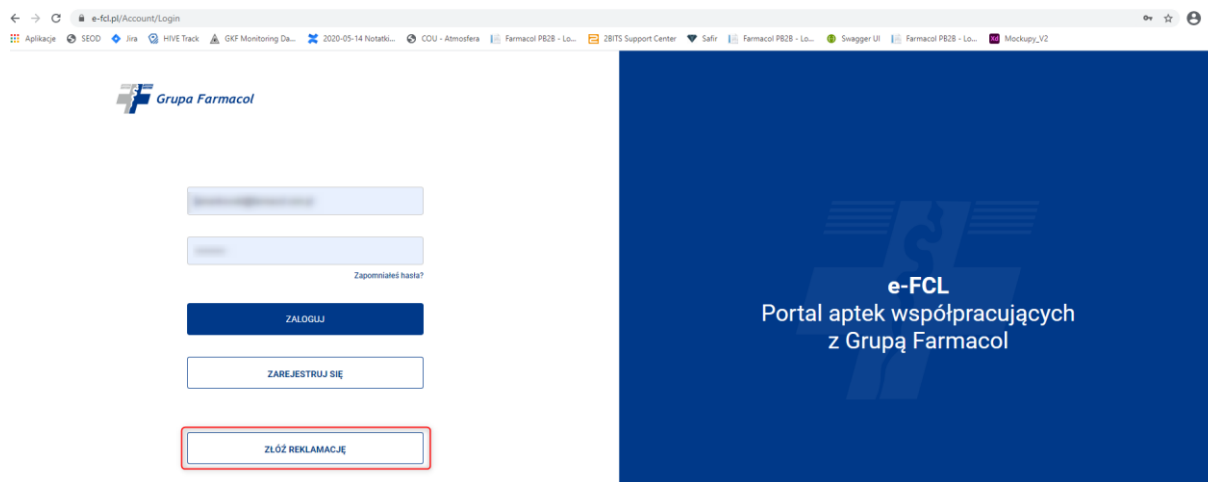 e-fcl.pl/Account/Login
Aplikacje SEOD Jira HIVE Track GKF Monitoring Da... 2020-05-14 Notatki... COU - Atmosfera Farmacol PB2B - Lo... 2BITS Support Center Safir Farmacol PB2B - Lo... Swagger UI Farmacol PB2B - Lo... Xd Mockupy_V2
Grupa Farmacol
Zapomniałeś hasła?
ZALOGUJ
ZAREJESTRUJ SIĘ
ZŁÓŻ REKLAMACJĘ
e-FCL
Portal aptek współpracujących
z Grupą Farmacol